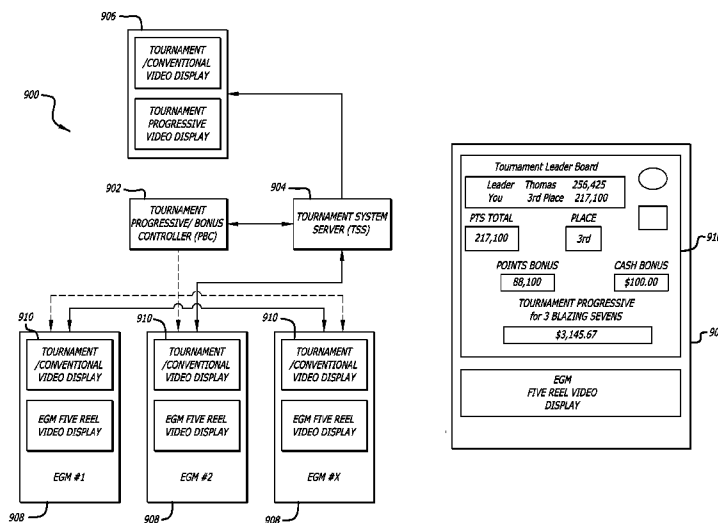 906
TOURNAMENT
/CONVENTIONAL
VIDEO DISPLAY
TOURNAMENT
PROGRESSIVE
VIDEO DISPLAY
900
902
TOURNAMENT
PROGRESSIVE/ BONUS
CONTROLLER (PBC)
904
TOURNAMENT SYSTEM
SERVER (TSS)
910
TOURNAMENT
/CONVENTIONAL
VIDEO DISPLAY
EGM FIVE REEL
VIDEO DISPLAY
EGM #1
908
910
TOURNAMENT
/CONVENTIONAL
VIDEO DISPLAY
EGM FIVE REEL
VIDEO DISPLAY
EGM #2
908
910
TOURNAMENT
/CONVENTIONAL
VIDEO DISPLAY
EGM FIVE REEL
VIDEO DISPLAY
EGM #X
908
Tournament Leader Board
Leader Thomas 256,425
You 3rd Place 217,100
PTS TOTAL PLACE
217,100 3rd
POINTS BONUS CASH BONUS
88,100 $100.00
TOURNAMENT PROGRESSIVE
for 3 BLAZING SEVENS
$3,145.67
EGM
FIVE REEL VIDEO
DISPLAY